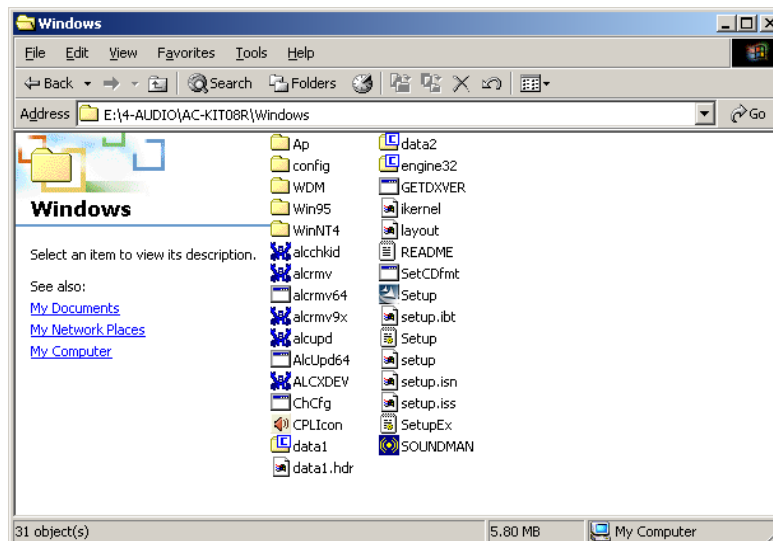 Windows
File Edit View Favorites Tools Help
Back Search Folders
Address E:\4-AUDIO\AC-KIT08R\Windows Go
Windows
Select an item to view its description.
See also:
My Documents
My Network Places
My Computer
Ap
config
WDM
Win95
WinNT4
alcchkid
alcrmv
alcrmv64
alcrmv9x
alcupd
AlcUpd64
ALCXDEV
ChCfg
CPLIcon
data1
data1.hdr
data2
engine32
GETDXVER
ikernel
layout
README
SetCDfmt
Setup
setup.ibt
Setup
setup
setup.isn
setup.iss
SetupEx
SOUNDMAN
31 object(s) 5.80 MB My Computer